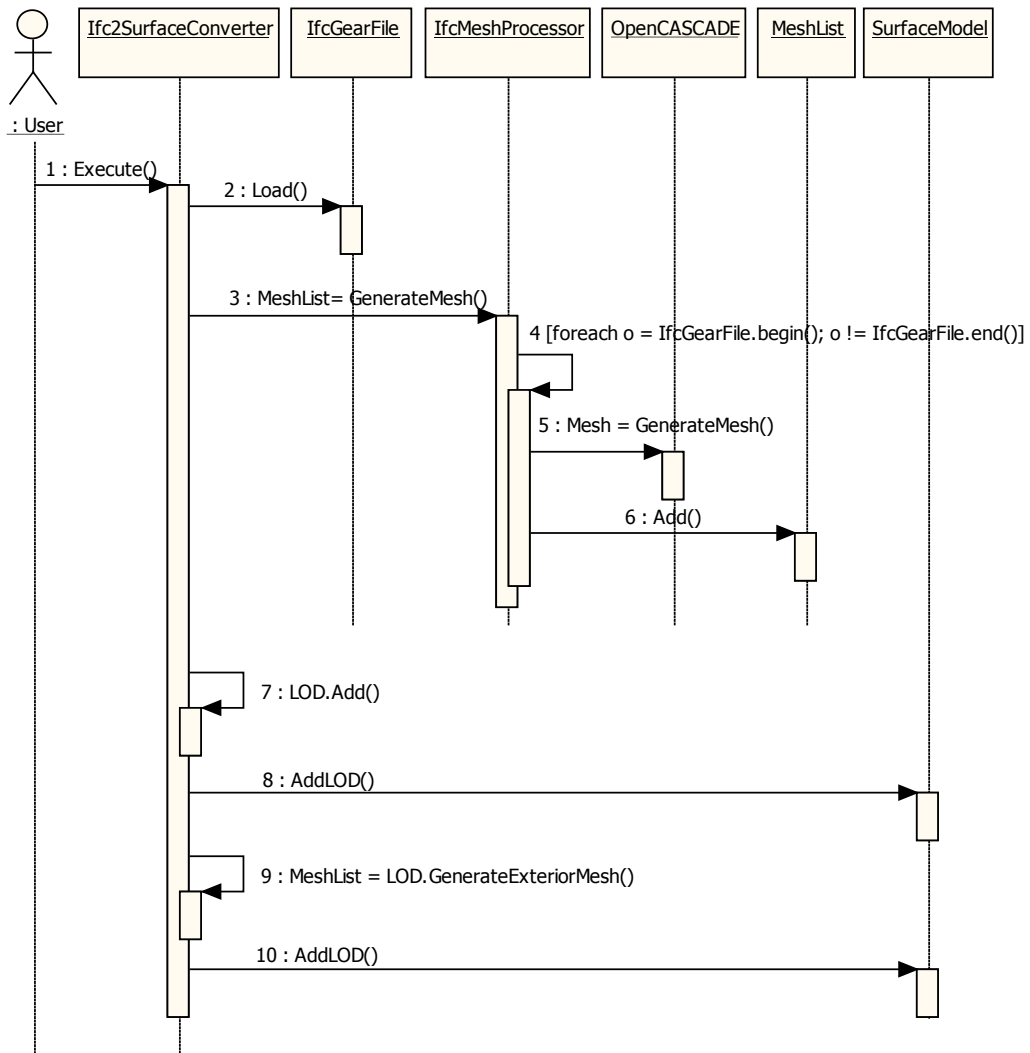 Ifc2SurfaceConverter
IfcGearFile
IfcMeshProcessor
OpenCASCADE
MeshList
SurfaceModel
: User
1 : Execute()
2 : Load()
3 : MeshList= GenerateMesh()
4 [foreach o = IfcGearFile.begin(); o != IfcGearFile.end()]
5 : Mesh = GenerateMesh()
6 : Add()
7 : LOD.Add()
8 : AddLOD()
9 : MeshList = LOD.GenerateExteriorMesh()
10 : AddLOD()